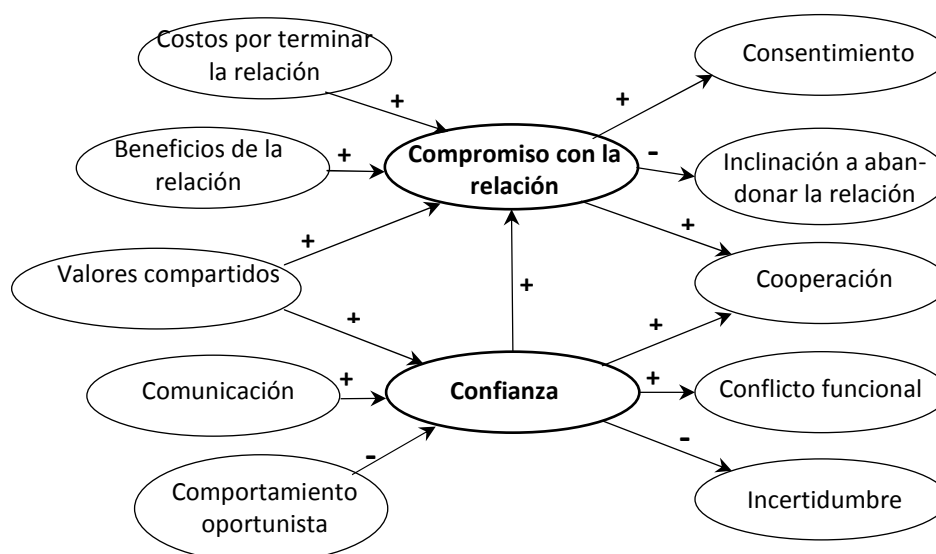 Costos por terminar
la relación
Consentimiento
+
+
Beneficios de la
relación
+
Compromiso con la
relación
-
Inclinación a aban-
donar la relación
+
+
Valores compartidos
Cooperación
+
+
+
Comunicación
+
Confianza
+
Conflicto funcional
-
-
Comportamiento
oportunista
Incertidumbre